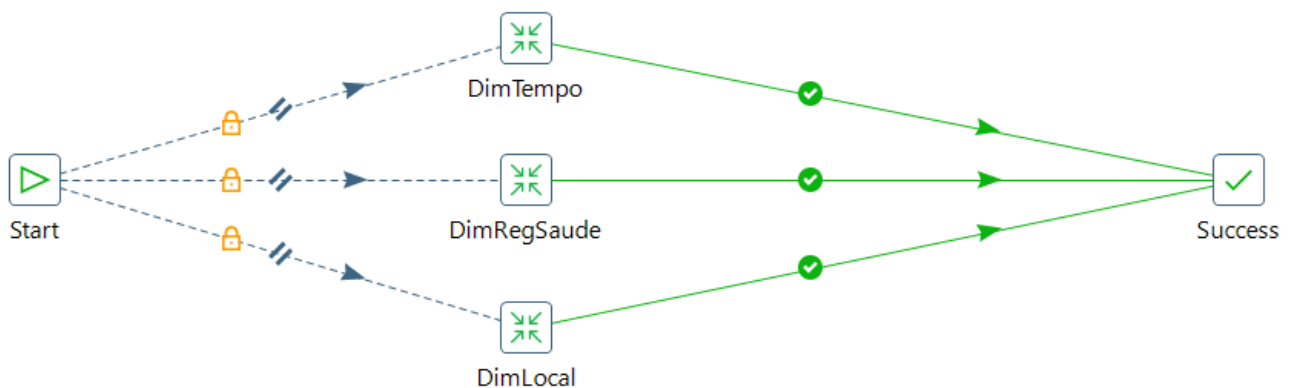 DimTempo
Start
DimRegSaude
Success
DimLocal